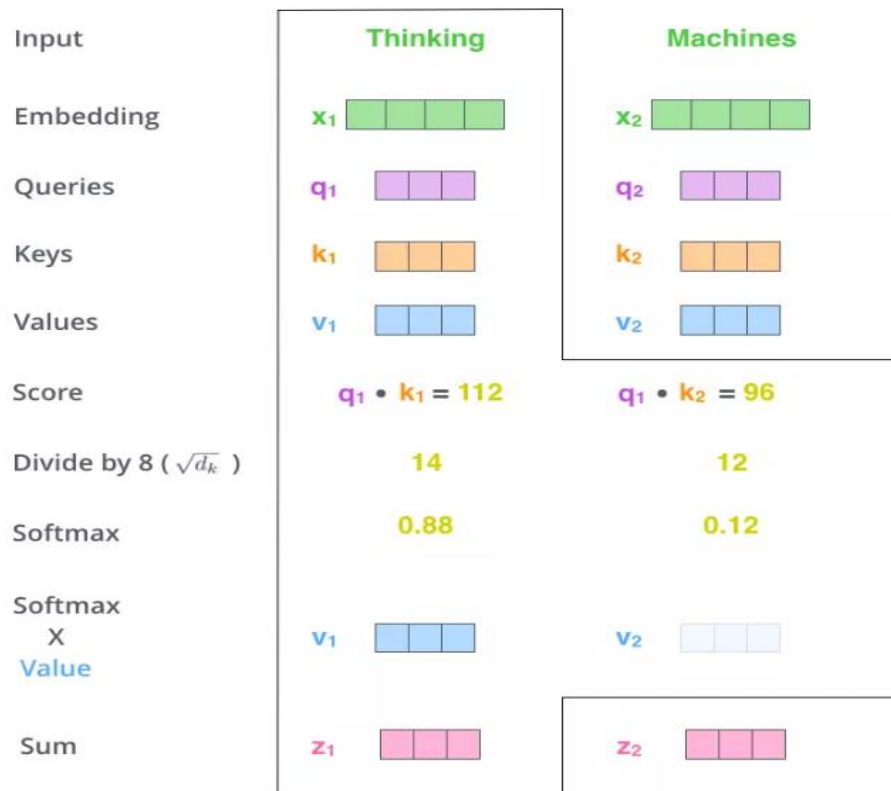 Input Thinking Machines
Embedding x₁ x₂
Queries q₁ q₂
Keys k₁ k₂
Values v₁ v₂
Score q₁ • k₁ = 112 q₁ • k₂ = 96
Divide by 8 ( √dₖ ) 14 12
Softmax 0.88 0.12
Softmax
X
Value v₁ v₂
Sum z₁ z₂